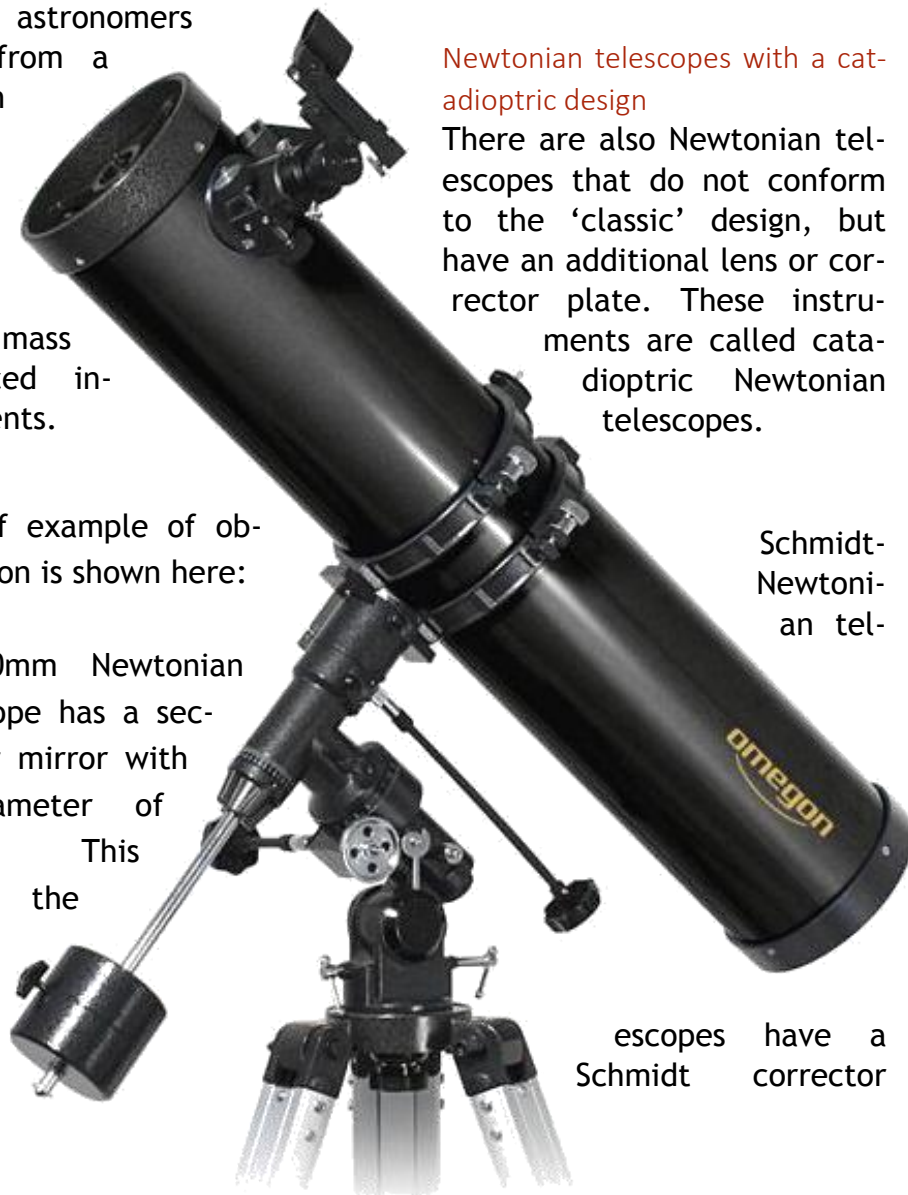 astronomers
from a
mass
in-
f example of ob-
on is shown here:
0mm Newtonian
ope has a sec-
mirror with
ameter of
This
the
Newtonian telescopes with a cat-
adioptric design
There are also Newtonian tel-
escopes that do not conform
to the ‘classic’ design, but
have an additional lens or cor-
rector plate. These instru-
ments are called cata-
dioptric Newtonian
telescopes.
Schmidt-
Newtoni-
an tel-
escopes have a
Schmidt corrector
omegon